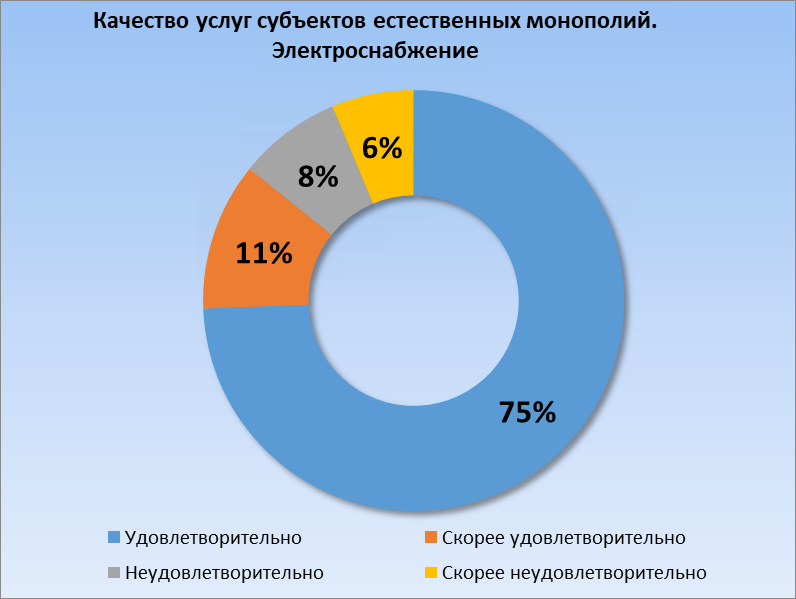 Качество услуг субъектов естественных монополий.
Электроснабжение
6%
8%
11%
75%
Удовлетворительно
Скорее удовлетворительно
Неудовлетворительно
Скорее неудовлетворительно